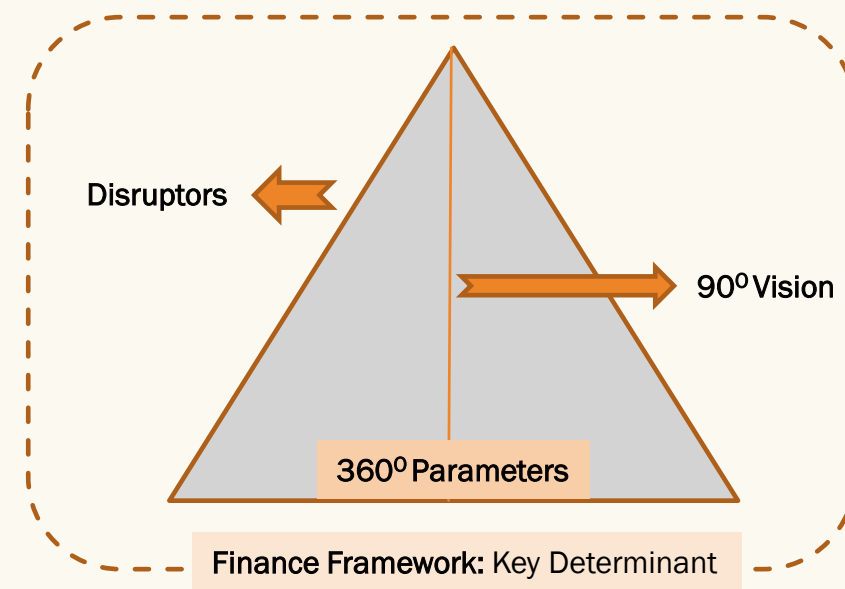 Disruptors
90⁰ Vision
360⁰ Parameters
Finance Framework: Key Determinant